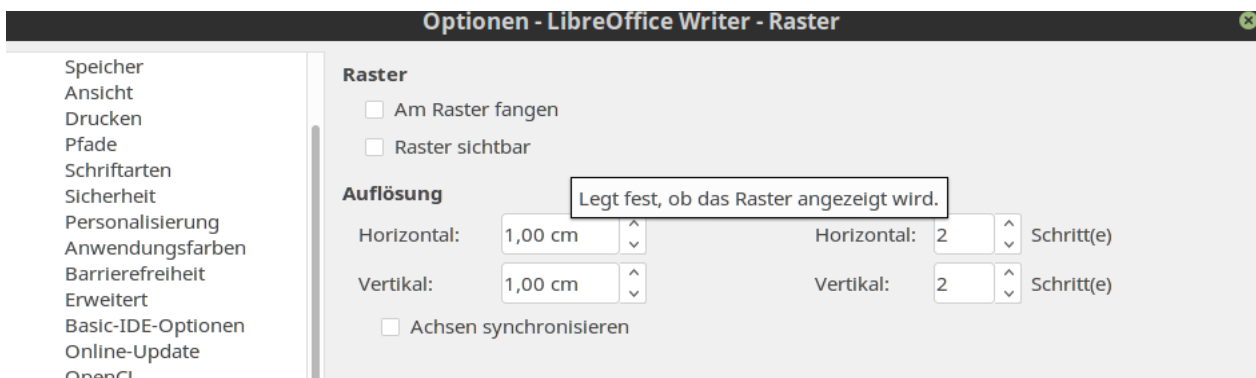 Optionen - LibreOffice Writer - Raster
Speicher
Ansicht
Drucken
Pfade
Schriftarten
Sicherheit
Personalisierung
Anwendungsfarben
Barrierefreiheit
Erweitert
Basic-IDE-Optionen
Online-Update
OpenCL
Raster
Am Raster fangen
Raster sichtbar
Auflösung
Legt fest, ob das Raster angezeigt wird.
Horizontal: 1,00 cm Horizontal: 2 Schritt(e)
Vertikal: 1,00 cm Vertikal: 2 Schritt(e)
Achsen synchronisieren